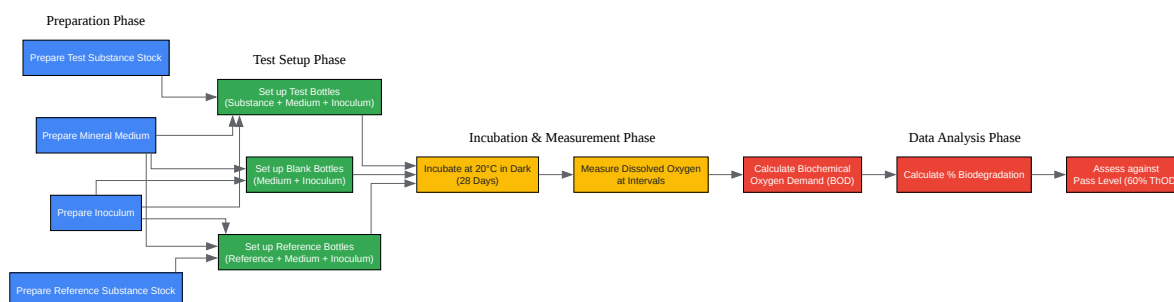 Preparation Phase
Prepare Test Substance Stock
Prepare Mineral Medium
Prepare Inoculum
Prepare Reference Substance Stock
Test Setup Phase
Set up Test Bottles
(Substance + Medium + Inoculum)
Set up Blank Bottles
(Medium + Inoculum)
Set up Reference Bottles
(Reference + Medium + Inoculum)
Incubation & Measurement Phase
Incubate at 20°C in Dark
(28 Days)
Measure Dissolved Oxygen
at Intervals
Data Analysis Phase
Calculate Biochemical
Oxygen Demand (BOD)
Calculate % Biodegradation
Assess against
Pass Level (60% ThOD)